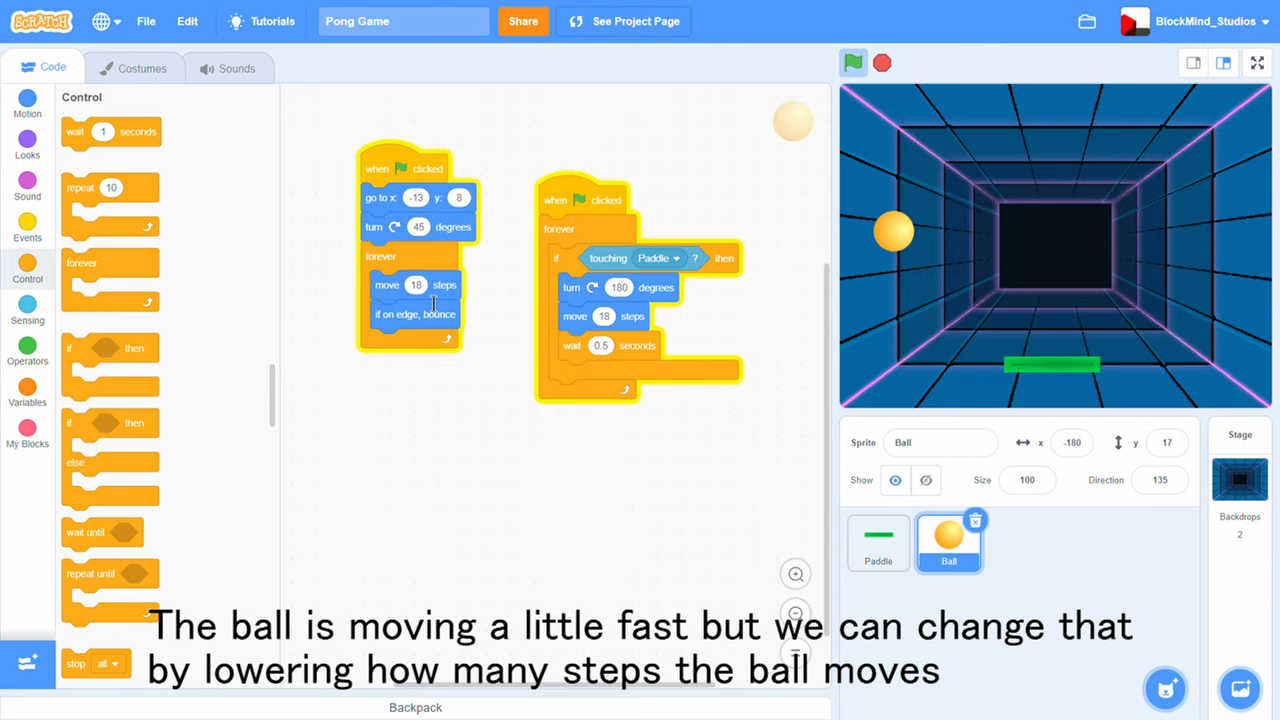 SCRATCH File Edit Tutorials Pong Game Share See Project Page BlockMind_Studios
Code Costumes Sounds
Motion
Looks
Sound
Events
Control
Sensing
Operators
Variables
My Blocks
Control
wait 1 seconds
repeat 10
forever
if then
if then
else
wait until
repeat until
stop all
when clicked
go to x: -13 y: 8
turn 45 degrees
forever
move 18 steps
if on edge, bounce
when clicked
forever
if touching Paddle ? then
turn 180 degrees
move 18 steps
wait 0.5 seconds
Sprite Ball x -180 y 17
Show Size 100 Direction 135
Paddle
Ball
Stage
Backdrops
2
The ball is moving a little fast but we can change that
by lowering how many steps the ball moves
Backpack